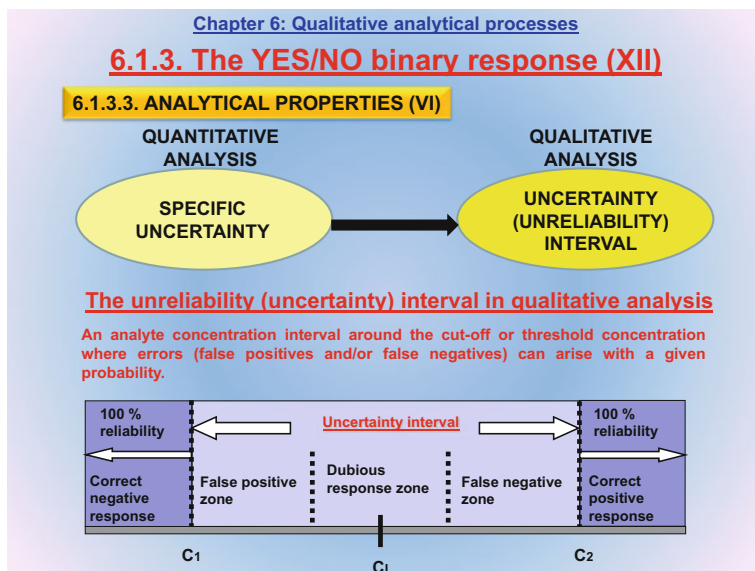 Chapter 6: Qualitative analytical processes
6.1.3. The YES/NO binary response (XII)
6.1.3.3. ANALYTICAL PROPERTIES (VI)
QUANTITATIVE
ANALYSIS
QUALITATIVE
ANALYSIS
SPECIFIC
UNCERTAINTY
UNCERTAINTY
(UNRELIABILITY)
INTERVAL
The unreliability (uncertainty) interval in qualitative analysis
An analyte concentration interval around the cut-off or threshold concentration
where errors (false positives and/or false negatives) can arise with a given
probability.
100 %
reliability
Uncertainty interval
100 %
reliability
Correct
negative
response
False positive
zone
Dubious
response zone
False negative
zone
Correct
positive
response
C1
CL
C2